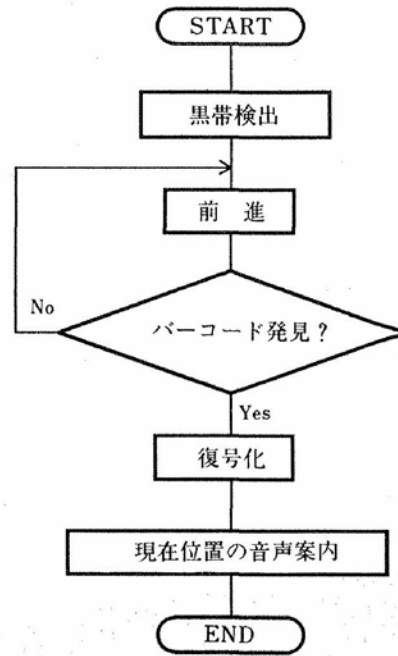 START
黒帯検出
前 進
バーコード発見?
No
Yes
復号化
現在位置の音声案内
END